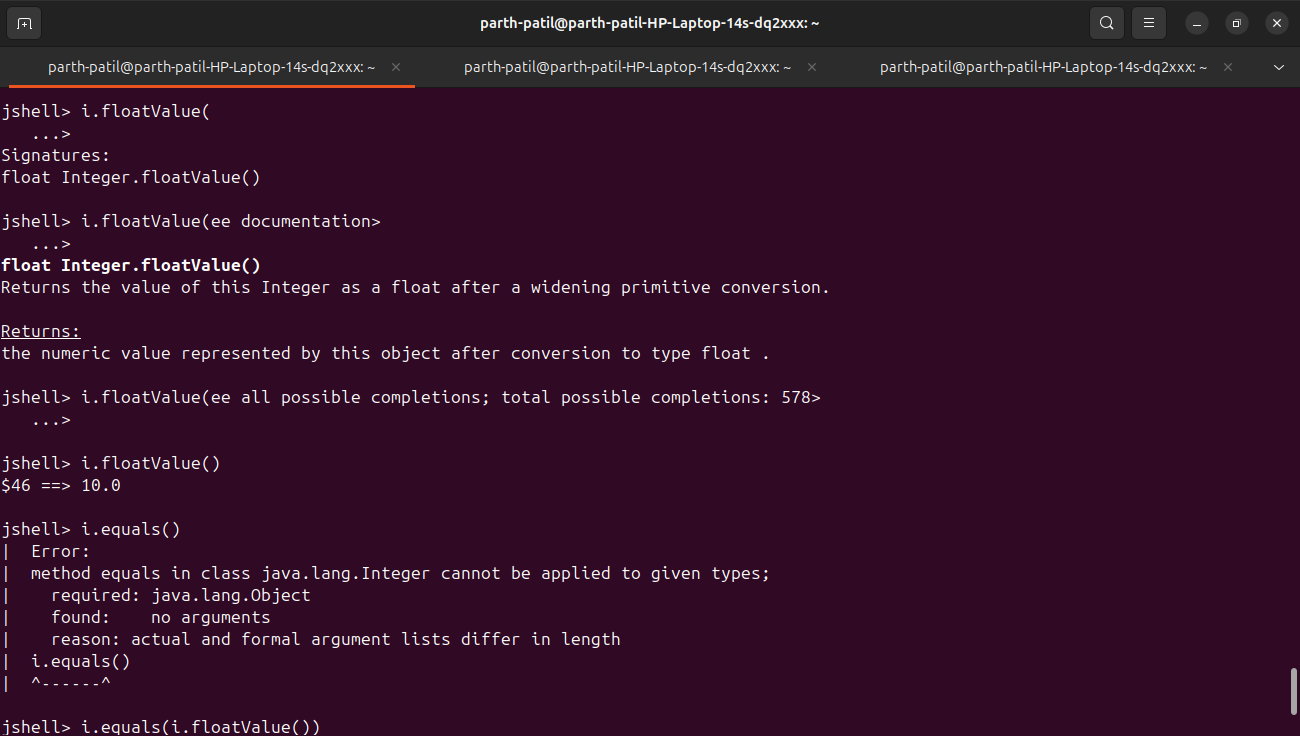 parth-patil@parth-patil-HP-Laptop-14s-dq2xxx: ~
parth-patil@parth-patil-HP-Laptop-14s-dq2xxx: ~ × parth-patil@parth-patil-HP-Laptop-14s-dq2xxx: ~ × parth-patil@parth-patil-HP-Laptop-14s-dq2xxx: ~ ×
jshell> i.floatValue(
   ...>
Signatures:
float Integer.floatValue()

jshell> i.floatValue(ee documentation>
   ...>
float Integer.floatValue()
Returns the value of this Integer as a float after a widening primitive conversion.

Returns:
the numeric value represented by this object after conversion to type float .

jshell> i.floatValue(ee all possible completions; total possible completions: 578>
   ...>

jshell> i.floatValue()
$46 ==> 10.0

jshell> i.equals()
|  Error:
|  method equals in class java.lang.Integer cannot be applied to given types;
|    required: java.lang.Object
|    found:    no arguments
|    reason: actual and formal argument lists differ in length
|  i.equals()
|  ^------^

jshell> i.equals(i.floatValue())